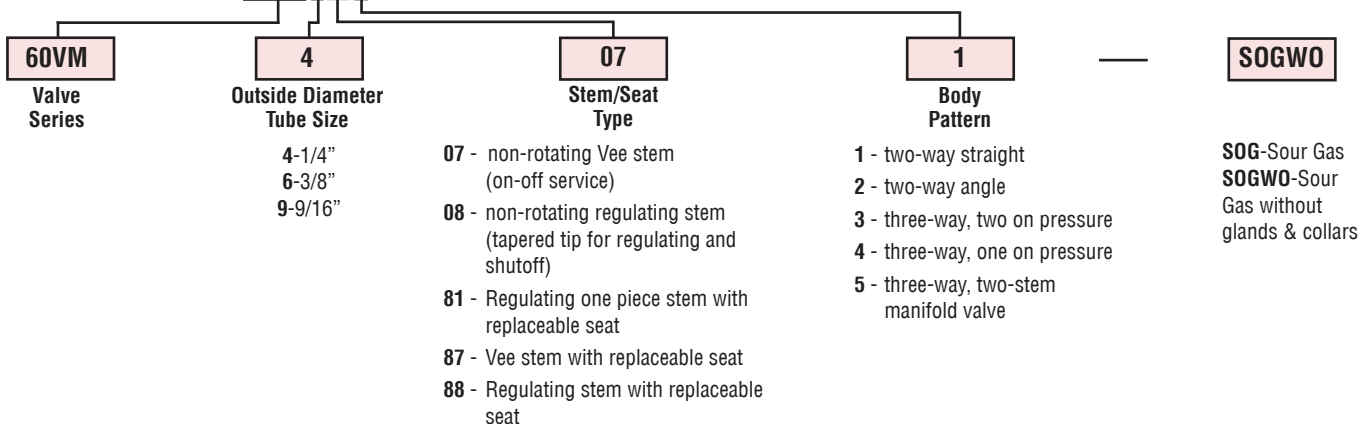 60VM
4
07
1
—
SOGWO
Valve
Series
Outside Diameter
Tube Size
4-1/4”
6-3/8”
9-9/16”
Stem/Seat
Type
07 - non-rotating Vee stem
(on-off service)
08 - non-rotating regulating stem
(tapered tip for regulating and
shutoff)
81 - Regulating one piece stem with
replaceable seat
87 - Vee stem with replaceable seat
88 - Regulating stem with replaceable
seat
Body
Pattern
1 - two-way straight
2 - two-way angle
3 - three-way, two on pressure
4 - three-way, one on pressure
5 - three-way, two-stem
manifold valve
SOG-Sour Gas
SOGWO-Sour
Gas without
glands & collars